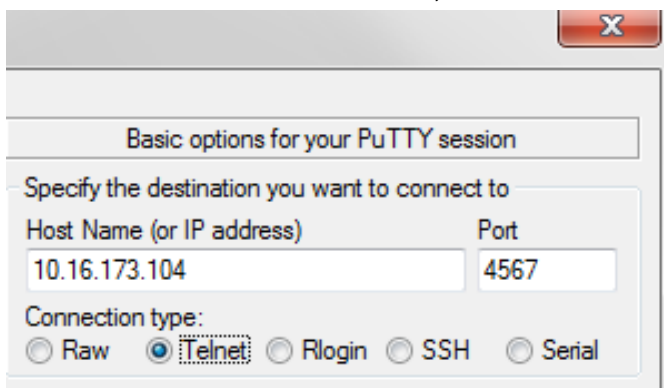 Basic options for your PuTTY session
Specify the destination you want to connect to
Host Name (or IP address) Port
10.16.173.104 4567
Connection type:
Raw Telnet Rlogin SSH Serial